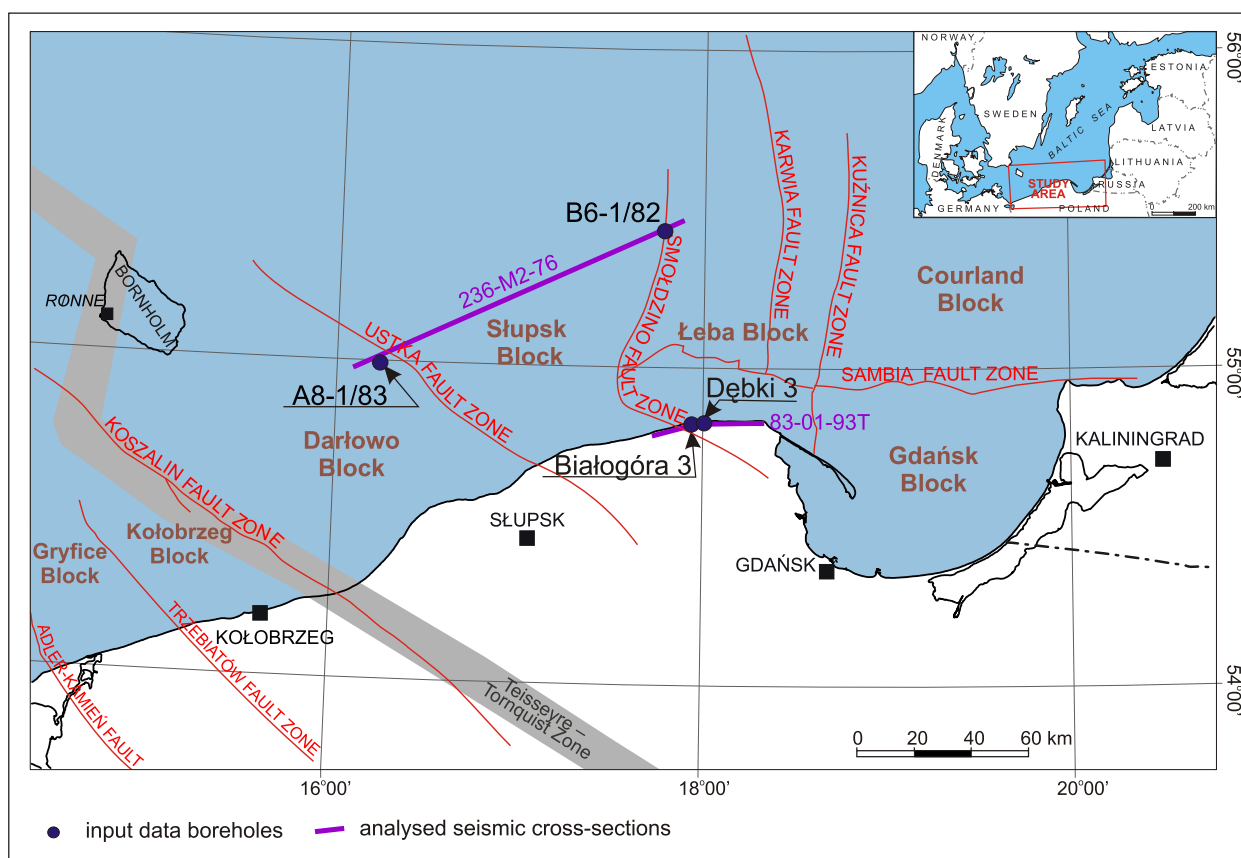 NORWAY
SWEDEN
ESTONIA
LATVIA
LITHUANIA
RUSSIA
DENMARK
BALTIC SEA
STUDY
AREA
GERMANY
POLAND
0 200 km
56°00'
55°00'
54°00'
B6-1/82
236-M2-76
A8-1/83
RØNNE
BORNHOLM
USTKA FAULT ZONE
Słupsk
Block
SMOŁDZINO FAULT ZONE
KARWIA FAULT ZONE
KUŹNICA FAULT ZONE
Łeba Block
Courland
Block
SAMBIA FAULT ZONE
Dębki 3
83-01-93T
Białogóra 3
Darłowo
Block
KOSZALIN FAULT ZONE
Gdańsk
Block
KALININGRAD
SŁUPSK
GDAŃSK
Gryfice
Block
Kołobrzeg
Block
KOŁOBRZEG
TRZEBIATÓW FAULT ZONE
ADLER-KAMIEŃ FAULT
Teisseyre –
Tornquist Zone
0 20 40 60 km
16°00'
18°00'
20°00'
input data boreholes
analysed seismic cross-sections